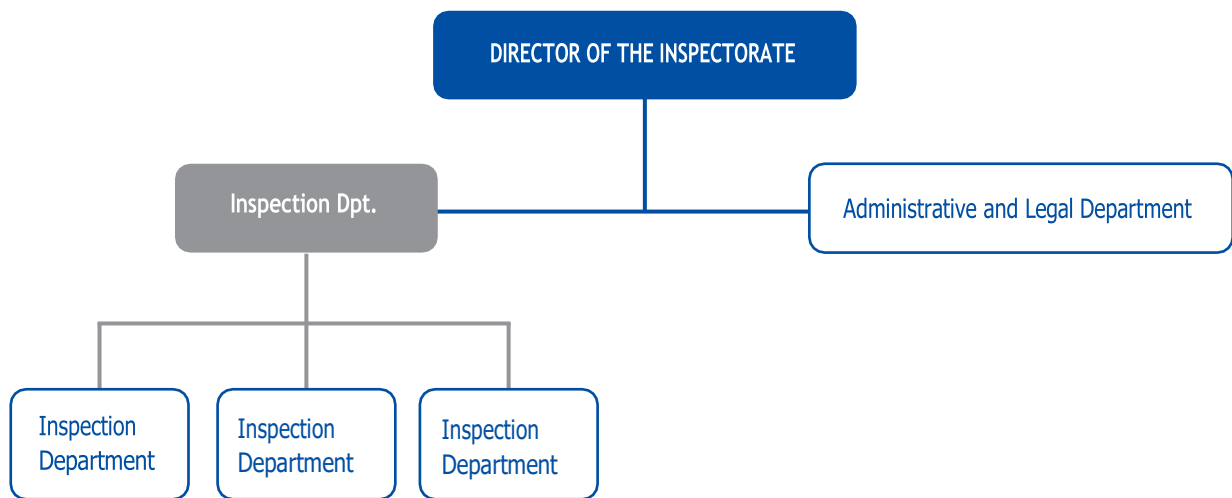 DIRECTOR OF THE INSPECTORATE
Inspection Dpt.
Administrative and Legal Department
Inspection
Department
Inspection
Department
Inspection
Department